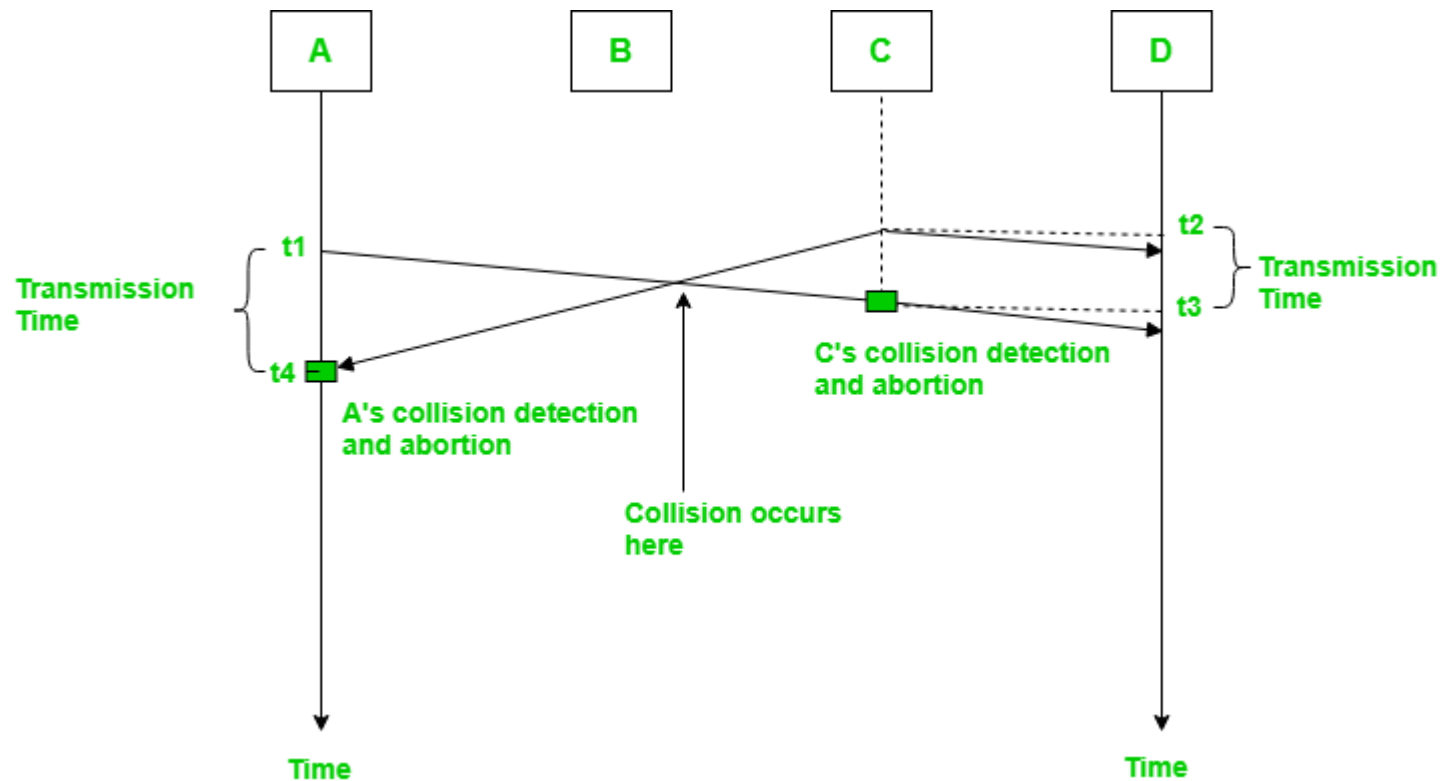 A
B
C
D
t1
t2
Transmission
Time
Transmission
Time
t3
t4
C's collision detection
and abortion
A's collision detection
and abortion
Collision occurs
here
Time
Time